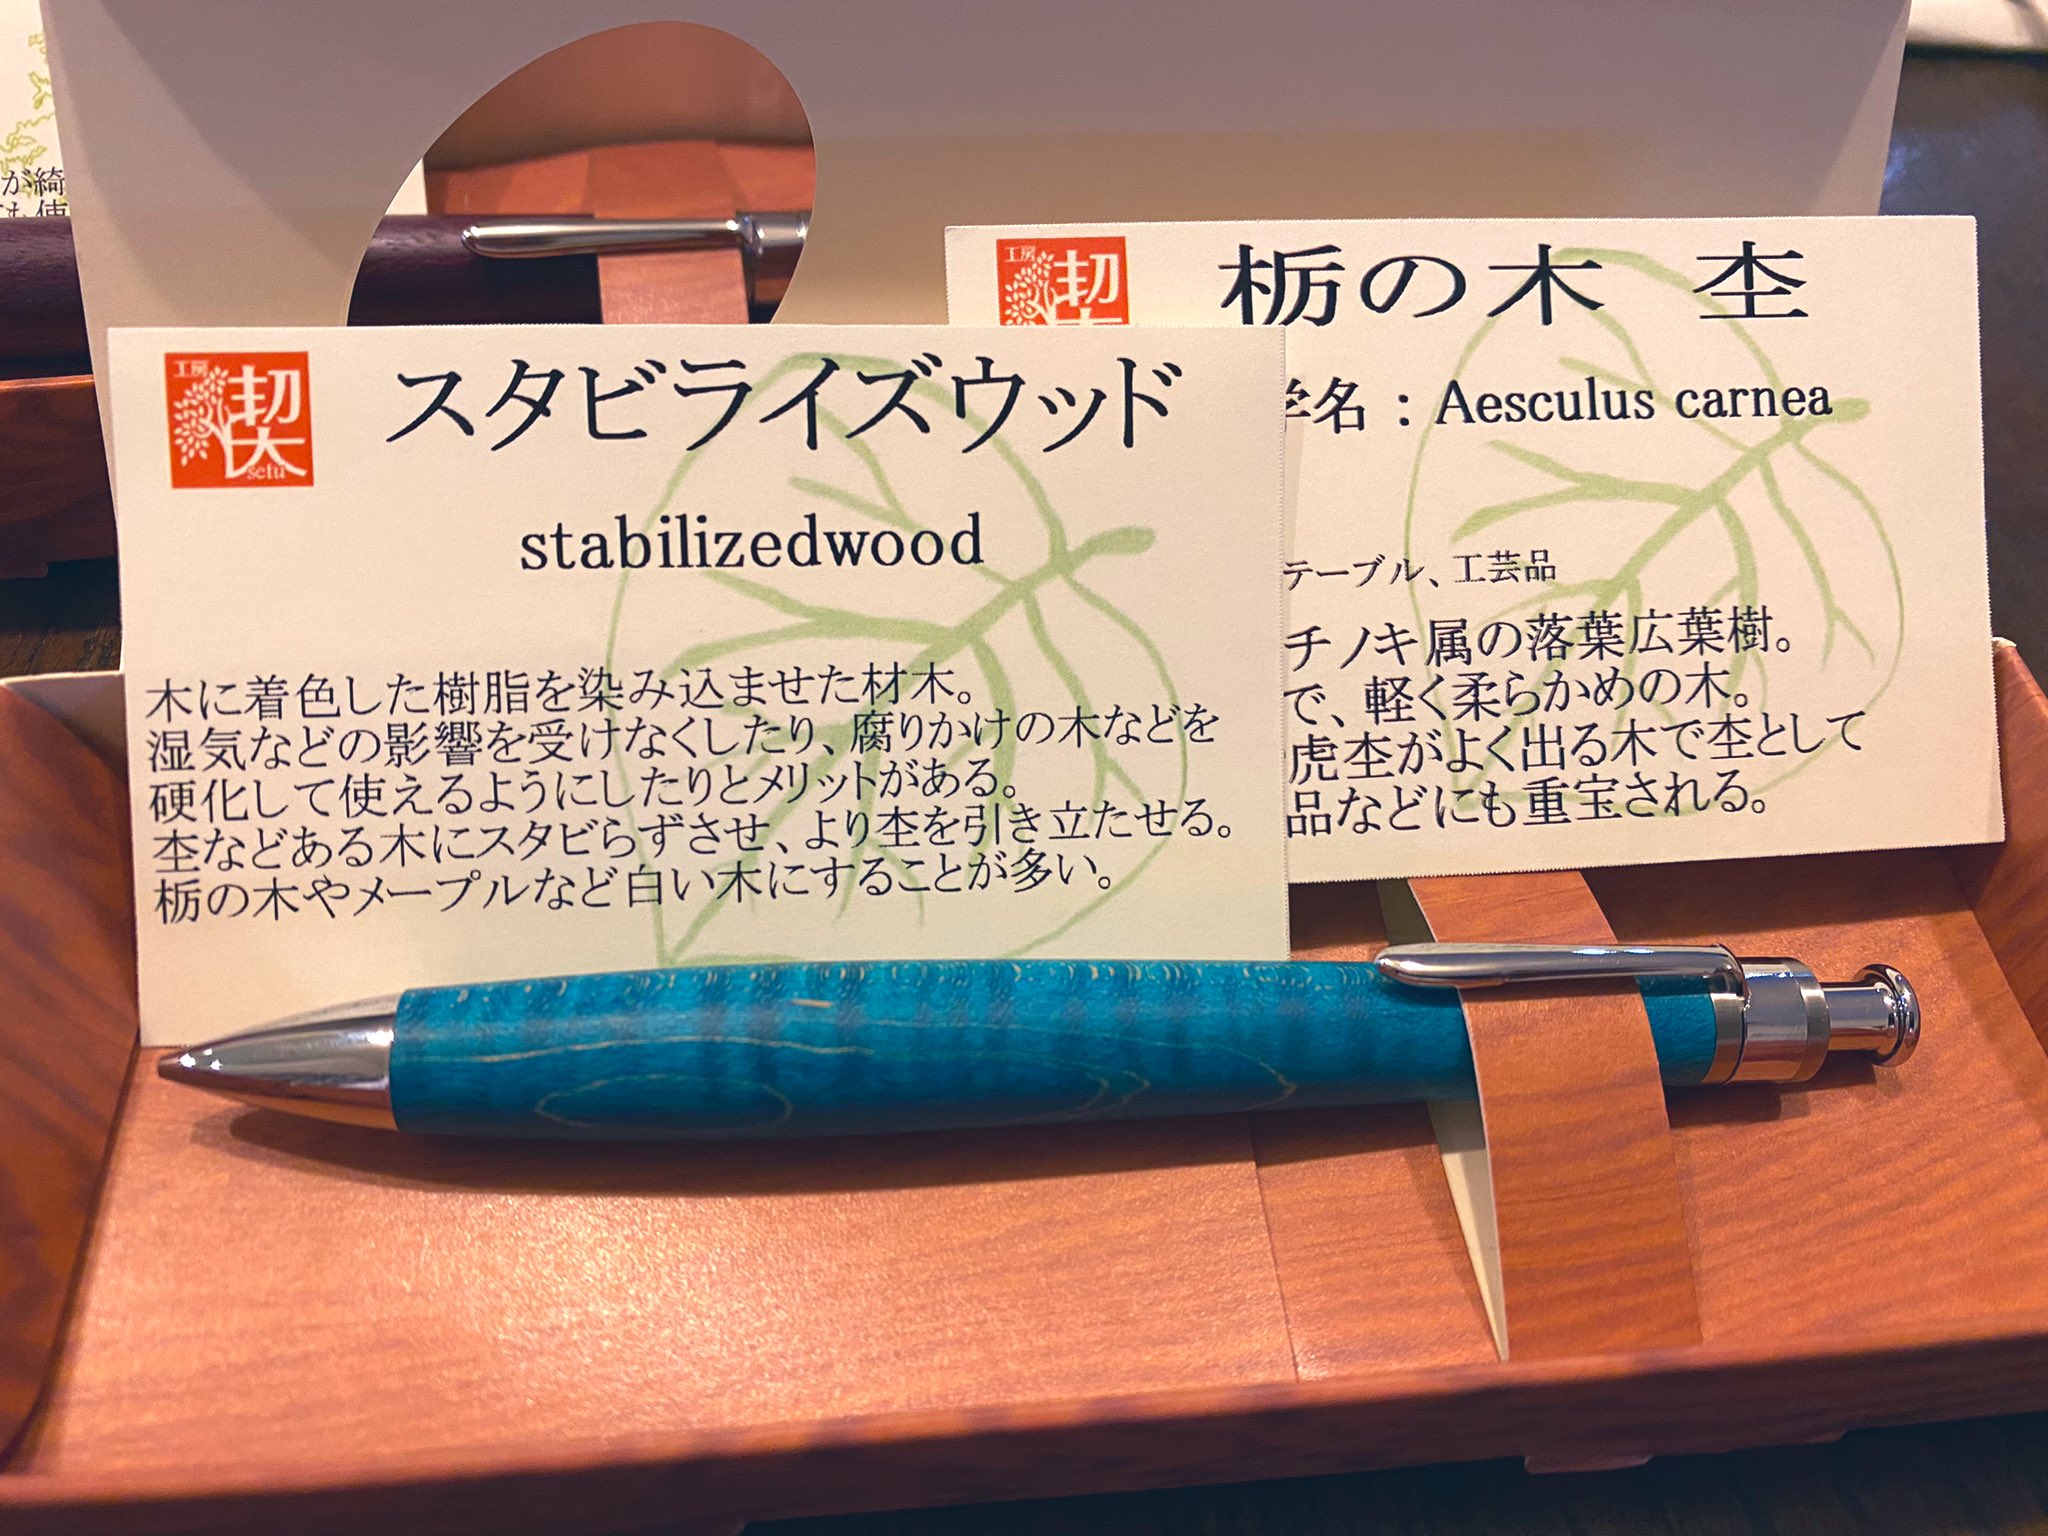 が綺
も使
工房
契
setu
スタビライズウッド
stabilizedwood
木に着色した樹脂を染み込ませた材木。
湿気などの影響を受けなくしたり、腐りかけの木などを
硬化して使えるようにしたりとメリットがある。
杢などある木にスタビらずさせ、より杢を引き立たせる。
栃の木やメープルなど白い木にすることが多い。
工房
栃の木 杢
学名：Aesculus carnea
テーブル、工芸品
チノキ属の落葉広葉樹。
で、軽く柔らかめの木。
虎杢がよく出る木で杢として
品などにも重宝される。